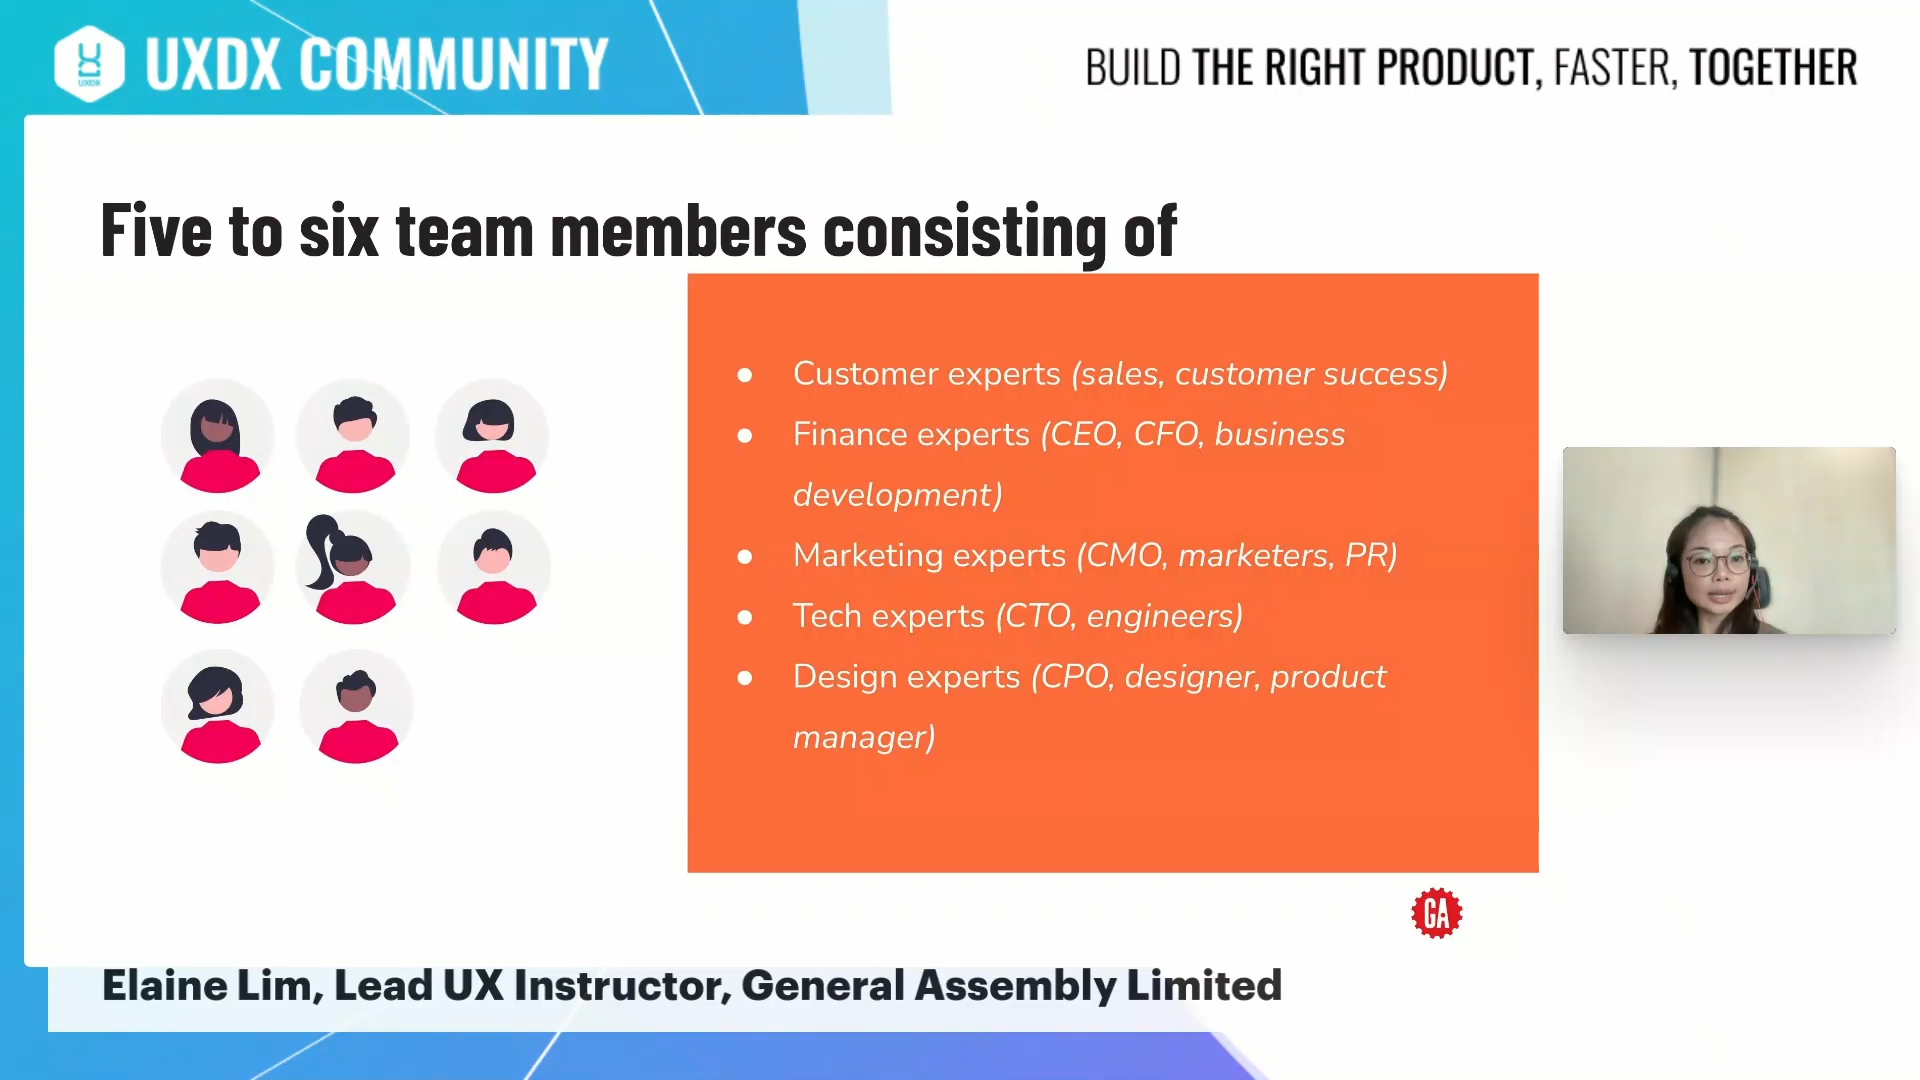 UXDX
UXDX COMMUNITY
BUILD THE RIGHT PRODUCT, FASTER, TOGETHER
Five to six team members consisting of
● Customer experts (sales, customer success)
● Finance experts (CEO, CFO, business
development)
● Marketing experts (CMO, marketers, PR)
● Tech experts (CTO, engineers)
● Design experts (CPO, designer, product
manager)
GA
Elaine Lim, Lead UX Instructor, General Assembly Limited